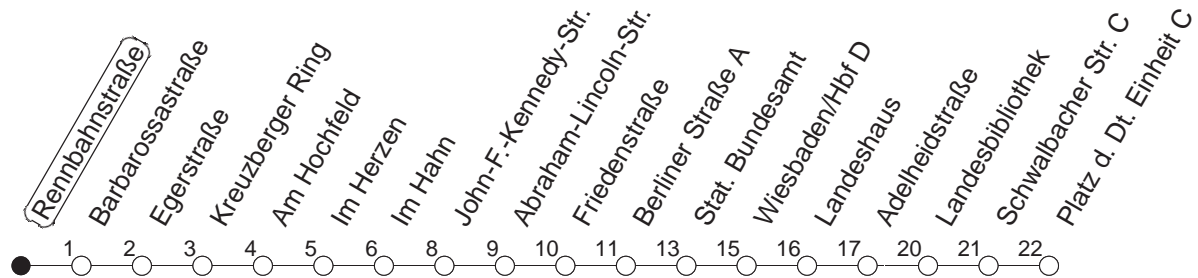 Rennbahnstraße
Barbarossastraße
Egerstraße
Kreuzberger Ring
Am Hochfeld
Im Herzen
Im Hahn
John-F.-Kennedy-Str.
Abraham-Lincoln-Str.
Friedenstraße
Berliner Straße A
Stat. Bundesamt
Wiesbaden/Hbf D
Landeshaus
Adelheidstraße
Landesbibliothek
Schwalbacher Str. C
Platz d. Dt. Einheit C
1 2 3 4 5 6 8 9 10 11 13 15 16 17 20 21 22